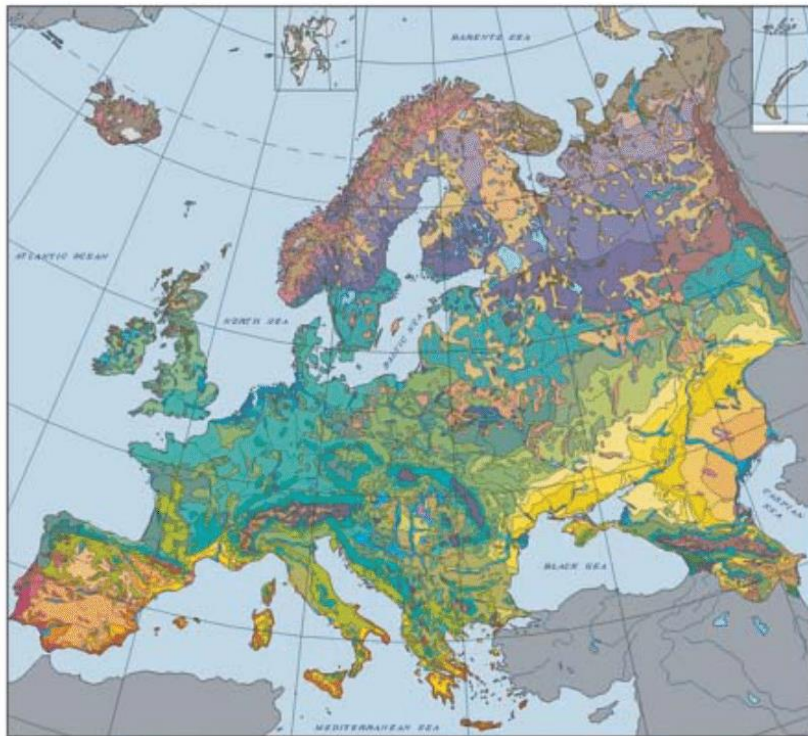 BARENTS SEA
ATLANTIC OCEAN
NORTH SEA
BALTIC SEA
CASPIAN
SEA
BLACK SEA
MEDITERRANEAN SEA